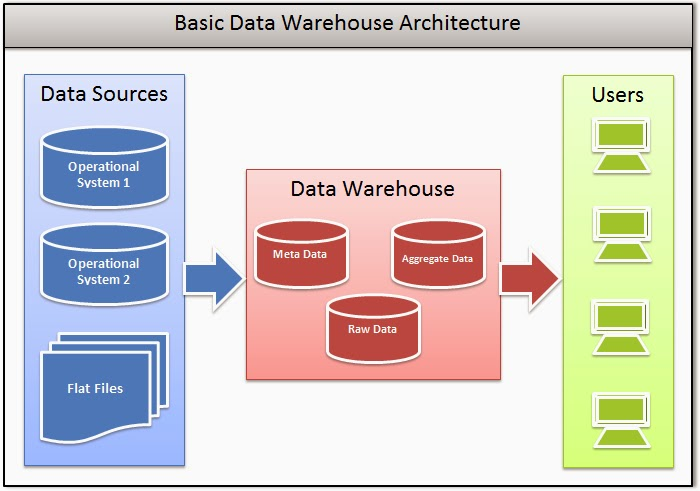 Basic Data Warehouse Architecture
Data Sources
Operational
System 1
Operational
System 2
Flat Files
Data Warehouse
Meta Data
Aggregate Data
Raw Data
Users